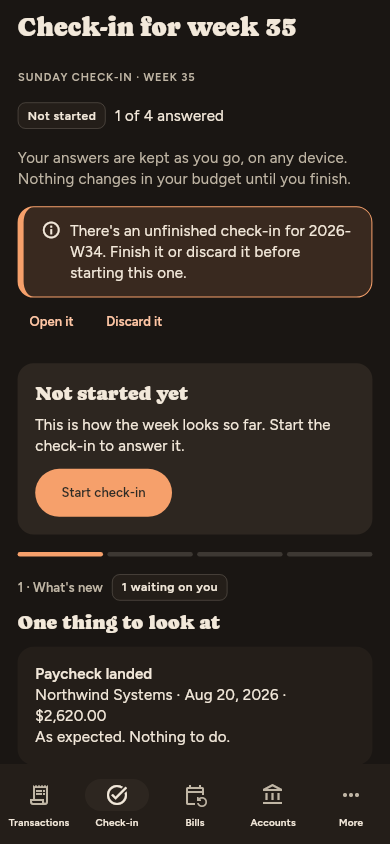 Check-in for week 35
SUNDAY CHECK-IN · WEEK 35
Not started 1 of 4 answered
Your answers are kept as you go, on any device.
Nothing changes in your budget until you finish.
There's an unfinished check-in for 2026-
W34. Finish it or discard it before
starting this one.
Open it Discard it
Not started yet
This is how the week looks so far. Start the
check-in to answer it.
Start check-in
1 · What's new 1 waiting on you
One thing to look at
Paycheck landed
Northwind Systems · Aug 20, 2026 ·
$2,620.00
As expected. Nothing to do.
Transactions Check-in Bills Accounts More